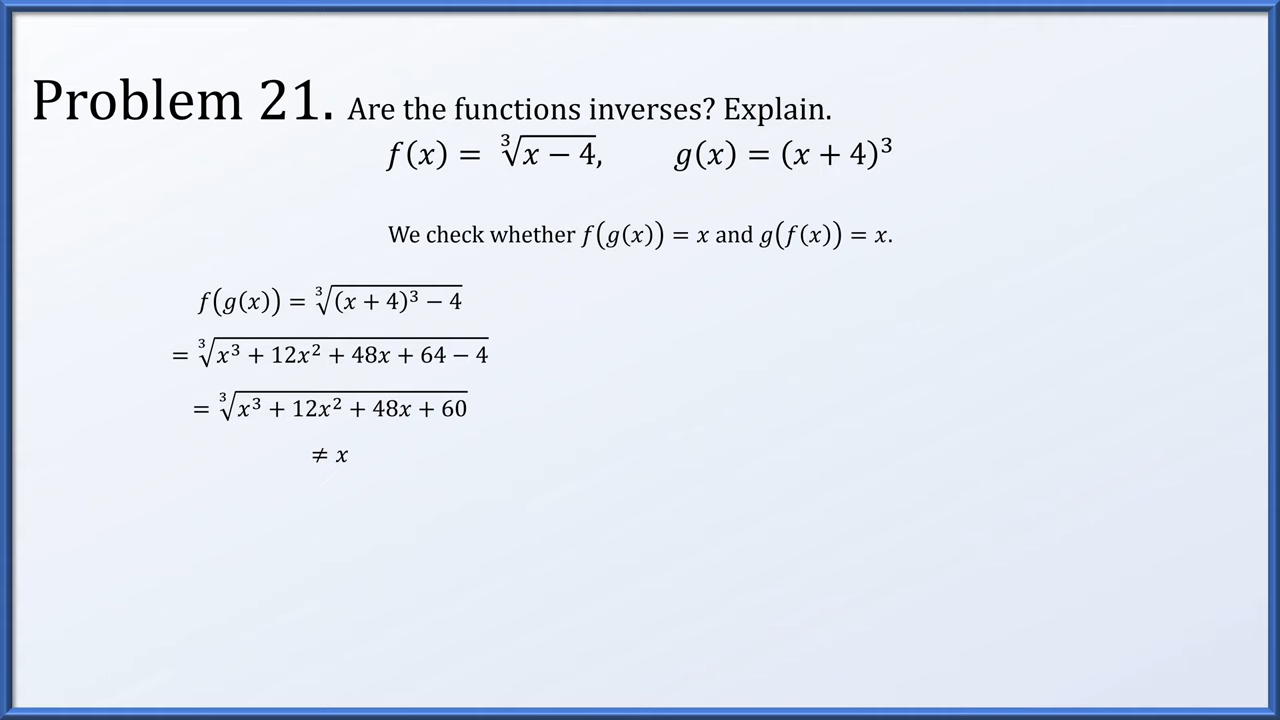 Problem 21. Are the functions inverses? Explain.
f(x) = ∛(x − 4), g(x) = (x + 4)³
We check whether f(g(x)) = x and g(f(x)) = x.
f(g(x)) = ∛((x + 4)³ − 4)
= ∛(x³ + 12x² + 48x + 64 − 4)
= ∛(x³ + 12x² + 48x + 60)
≠ x